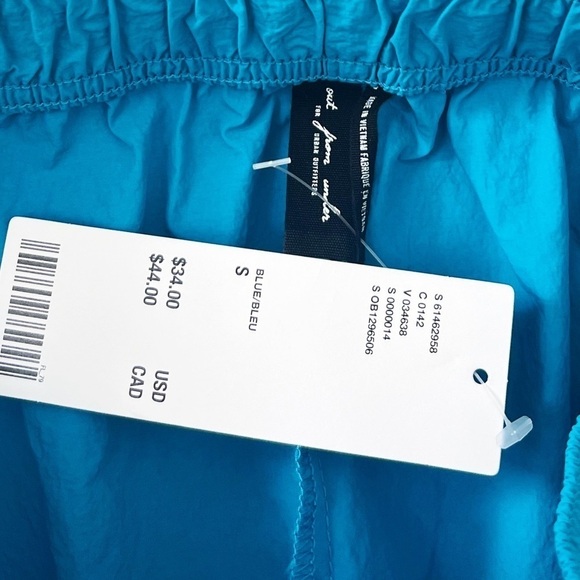 out from under
FOR
URBAN OUTFITTERS
MADE IN VIETNAM FABRIQUÉ EN VIETNAM
S 61462958
C 0142
V 034638
S 0000014
S OB1296506
BLUE/BLEU
S
$34.00 USD
$44.00 CAD